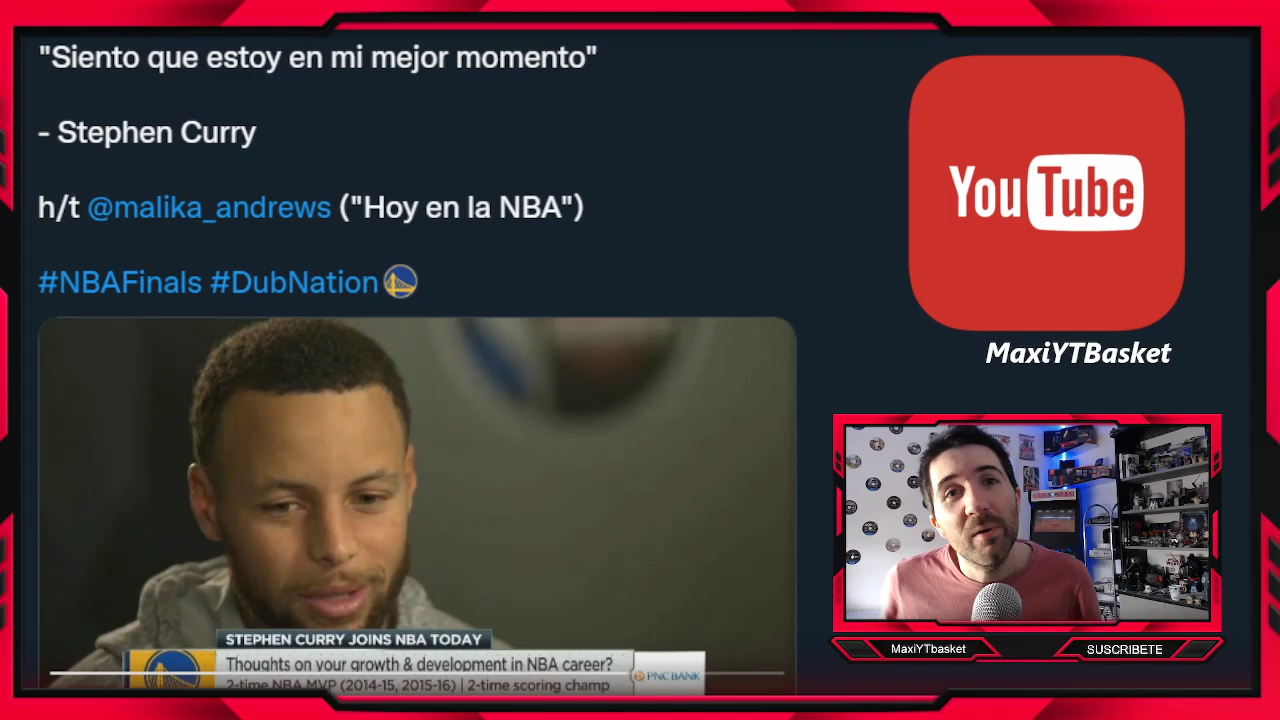 "Siento que estoy en mi mejor momento"
- Stephen Curry
h/t @malika_andrews ("Hoy en la NBA")
#NBAFinals #DubNation
YouTube
MaxiYTBasket
STEPHEN CURRY JOINS NBA TODAY
Thoughts on your growth & development in NBA career?
2-time NBA MVP (2014-15, 2015-16) | 2-time scoring champ
PNC BANK
MaxiYTbasket
SUSCRIBETE